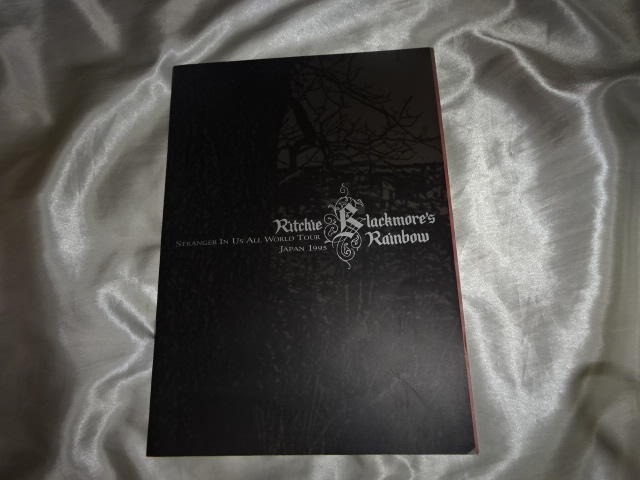 Ritchie Blackmore's
Stranger In Us All World Tour Rainbow
Japan 1995